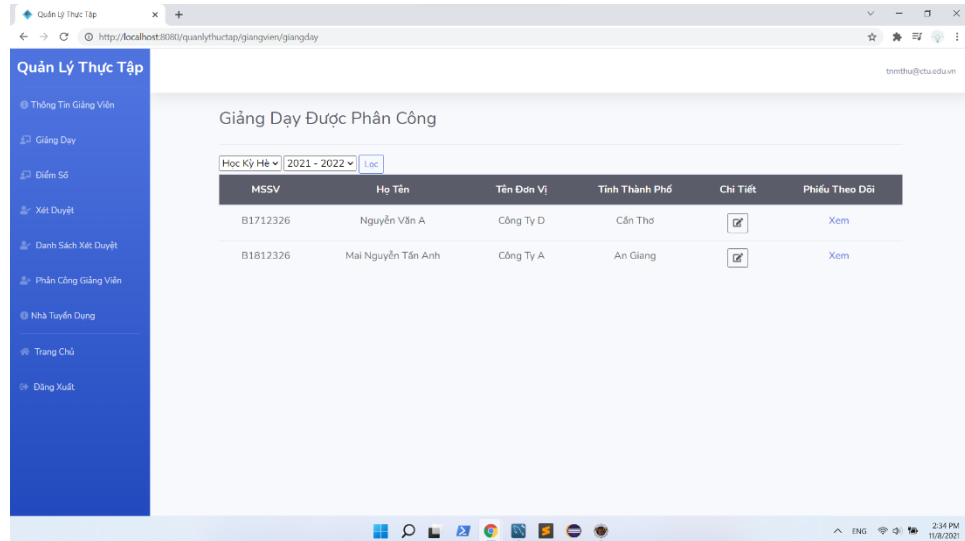 Quản Lý Thực Tập
http://localhost:8080/quanlythuctap/giangvien/giangday
Quản Lý Thực Tập
tnmthu@ctu.edu.vn
Thông Tin Giảng Viên
Giảng Dạy
Điểm Số
Xét Duyệt
Danh Sách Xét Duyệt
Phân Công Giảng Viên
Nhà Tuyển Dụng
Trang Chủ
Đăng Xuất
Giảng Dạy Được Phân Công
Học Kỳ Hè 2021 - 2022 Lọc
MSSV Họ Tên Tên Đơn Vị Tỉnh Thành Phố Chi Tiết Phiếu Theo Dõi
B1712326 Nguyễn Văn A Công Ty D Cần Thơ Xem
B1812326 Mai Nguyễn Tấn Anh Công Ty A An Giang Xem
ENG 2:34 PM
11/8/2021